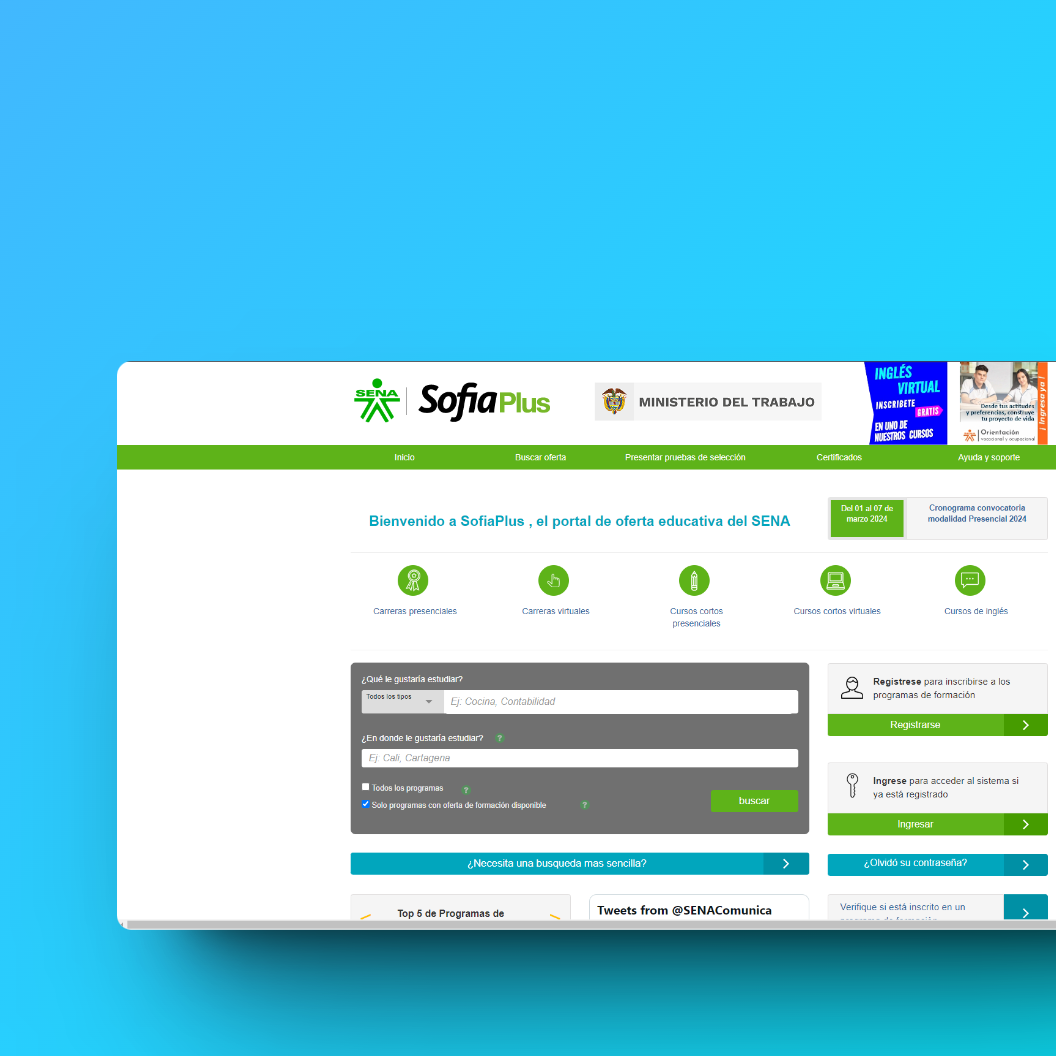 SENA
SofiaPlus
MINISTERIO DEL TRABAJO
INGLÉS
VIRTUAL
INSCRIBETE
GRATIS
EN UNO DE
NUESTROS CURSOS
Desde tus actitudes
y preferencias, construye
tu proyecto de vida
Orientación
vocacional y ocupacional
¡ Ingresa ya !
Inicio
Buscar oferta
Presentar pruebas de selección
Certificados
Ayuda y soporte
Bienvenido a SofiaPlus , el portal de oferta educativa del SENA
Del 01 al 07 de
marzo 2024
Cronograma convocatoria
modalidad Presencial 2024
Carreras presenciales
Carreras virtuales
Cursos cortos
presenciales
Cursos cortos virtuales
Cursos de inglés
¿Qué le gustaría estudiar?
Todos los tipos
Ej: Cocina, Contabilidad
¿En donde le gustaría estudiar? ?
Ej: Cali, Cartagena
Todos los programas ?
Solo programas con oferta de formación disponible ?
buscar
Regístrese para inscribirse a los
programas de formación
Registrarse
Ingrese para acceder al sistema si
ya está registrado
Ingresar
¿Necesita una busqueda mas sencilla?
¿Olvidó su contraseña?
Top 5 de Programas de
Tweets from @SENAComunica
Verifique si está inscrito en un
programa de formación